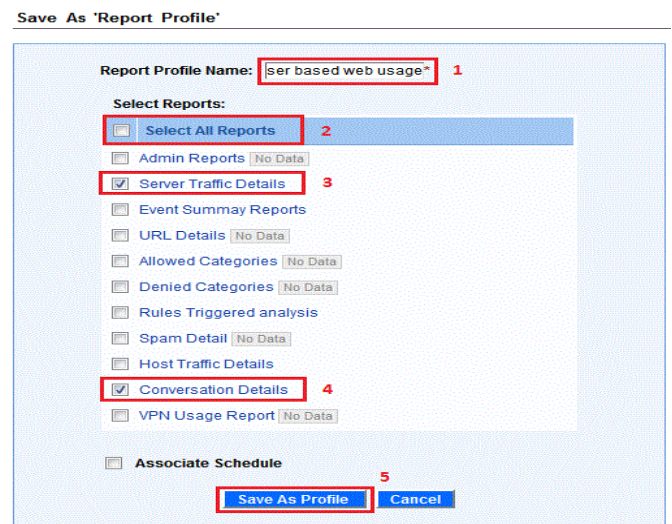 Save As 'Report Profile'
Report Profile Name: ser based web usage* 1
Select Reports:
Select All Reports 2
Admin Reports No Data
Server Traffic Details 3
Event Summay Reports
URL Details No Data
Allowed Categories No Data
Denied Categories No Data
Rules Triggered analysis
Spam Detail No Data
Host Traffic Details
Conversation Details 4
VPN Usage Report No Data
Associate Schedule
5
Save As Profile Cancel